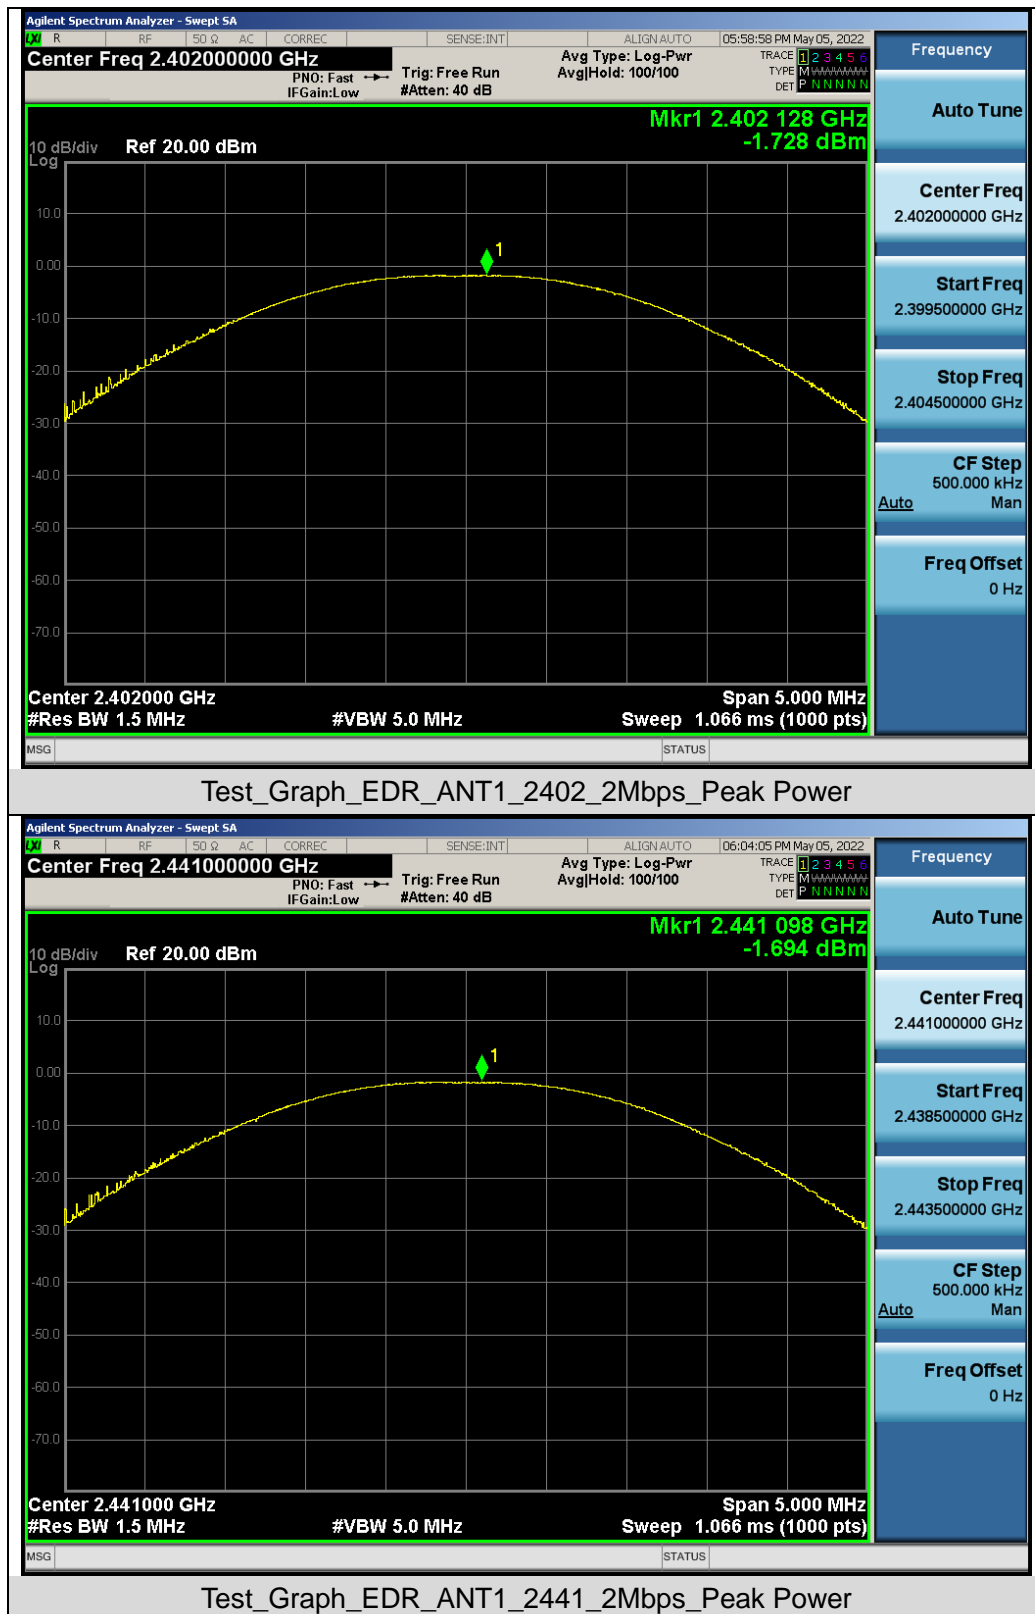 Agilent Spectrum Analyzer - Swept SA
LXI R RF 50 Ω AC CORREC SENSE:INT ALIGN AUTO 05:58:58 PM May 05, 2022
Center Freq 2.402000000 GHz
PNO: Fast
IFGain:Low
Trig: Free Run
#Atten: 40 dB
Avg Type: Log-Pwr
Avg|Hold: 100/100
TRACE 1 2 3 4 5 6
TYPE M WWWWW
DET P N N N N N
Frequency
Mkr1 2.402 128 GHz
-1.728 dBm
10 dB/div Ref 20.00 dBm
Log
10.0
0.00
-10.0
-20.0
-30.0
-40.0
-50.0
-60.0
-70.0
1
Center 2.402000 GHz Span 5.000 MHz
#Res BW 1.5 MHz #VBW 5.0 MHz Sweep 1.066 ms (1000 pts)
Auto Tune
Center Freq
2.402000000 GHz
Start Freq
2.399500000 GHz
Stop Freq
2.404500000 GHz
CF Step
500.000 kHz
Auto Man
Freq Offset
0 Hz
MSG STATUS
Test_Graph_EDR_ANT1_2402_2Mbps_Peak Power
Agilent Spectrum Analyzer - Swept SA
LXI R RF 50 Ω AC CORREC SENSE:INT ALIGN AUTO 06:04:05 PM May 05, 2022
Center Freq 2.441000000 GHz
PNO: Fast
IFGain:Low
Trig: Free Run
#Atten: 40 dB
Avg Type: Log-Pwr
Avg|Hold: 100/100
TRACE 1 2 3 4 5 6
TYPE M WWWWW
DET P N N N N N
Frequency
Mkr1 2.441 098 GHz
-1.694 dBm
10 dB/div Ref 20.00 dBm
Log
10.0
0.00
-10.0
-20.0
-30.0
-40.0
-50.0
-60.0
-70.0
1
Center 2.441000 GHz Span 5.000 MHz
#Res BW 1.5 MHz #VBW 5.0 MHz Sweep 1.066 ms (1000 pts)
Auto Tune
Center Freq
2.441000000 GHz
Start Freq
2.438500000 GHz
Stop Freq
2.443500000 GHz
CF Step
500.000 kHz
Auto Man
Freq Offset
0 Hz
MSG STATUS
Test_Graph_EDR_ANT1_2441_2Mbps_Peak Power